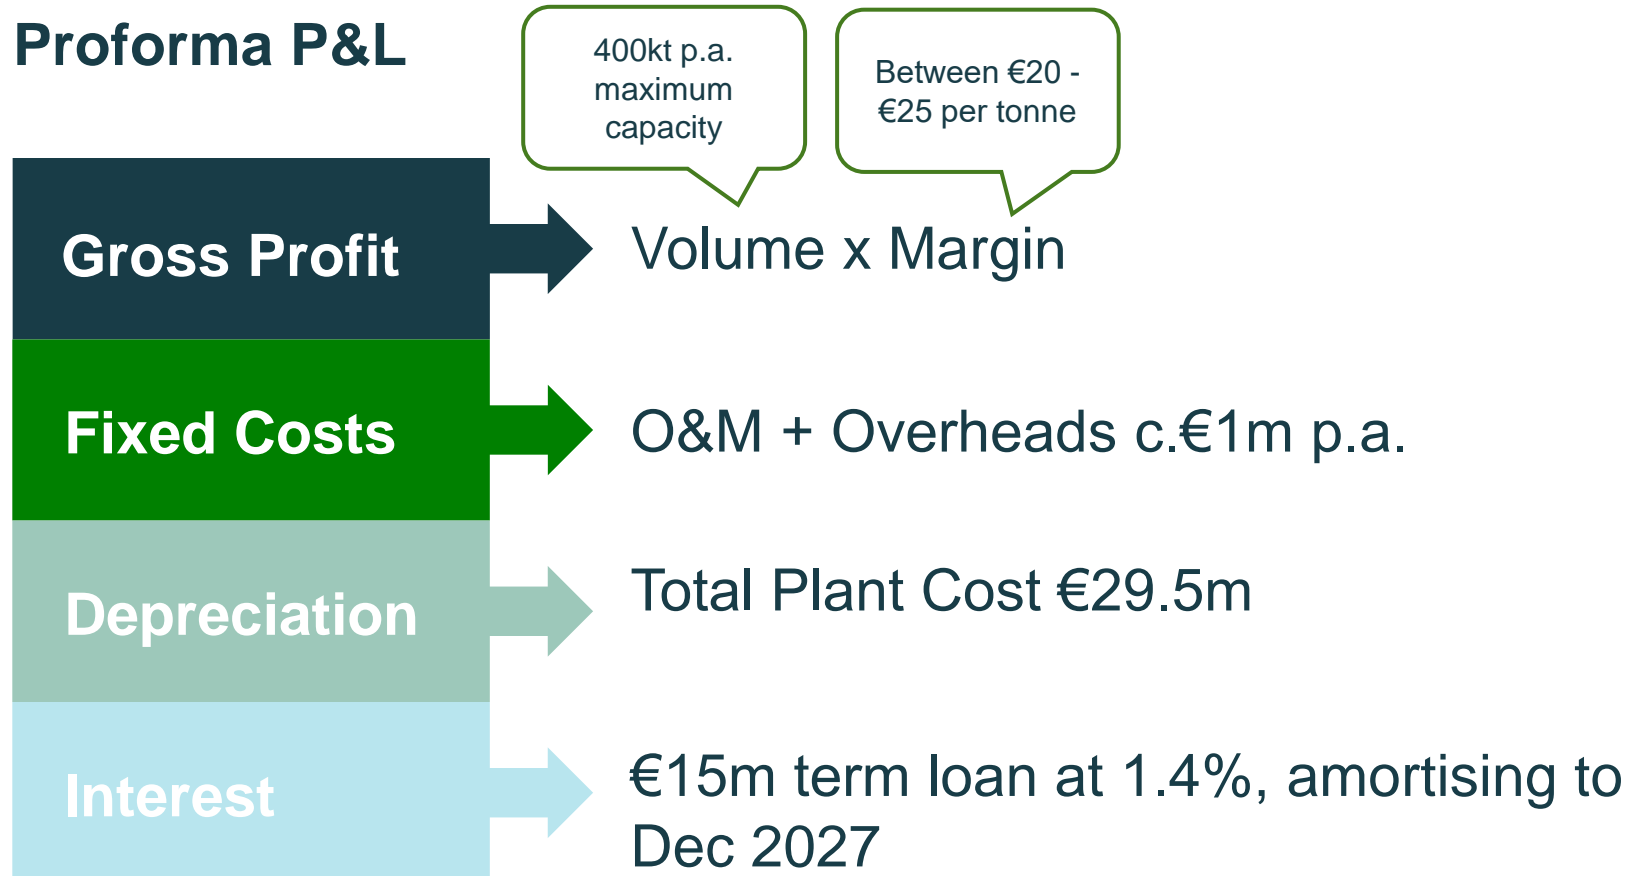 Proforma P&L
400kt p.a.
maximum
capacity
Between €20 -
€25 per tonne
Gross Profit
Volume x Margin
Fixed Costs
O&M + Overheads c.€1m p.a.
Depreciation
Total Plant Cost €29.5m
Interest
€15m term loan at 1.4%, amortising to
Dec 2027